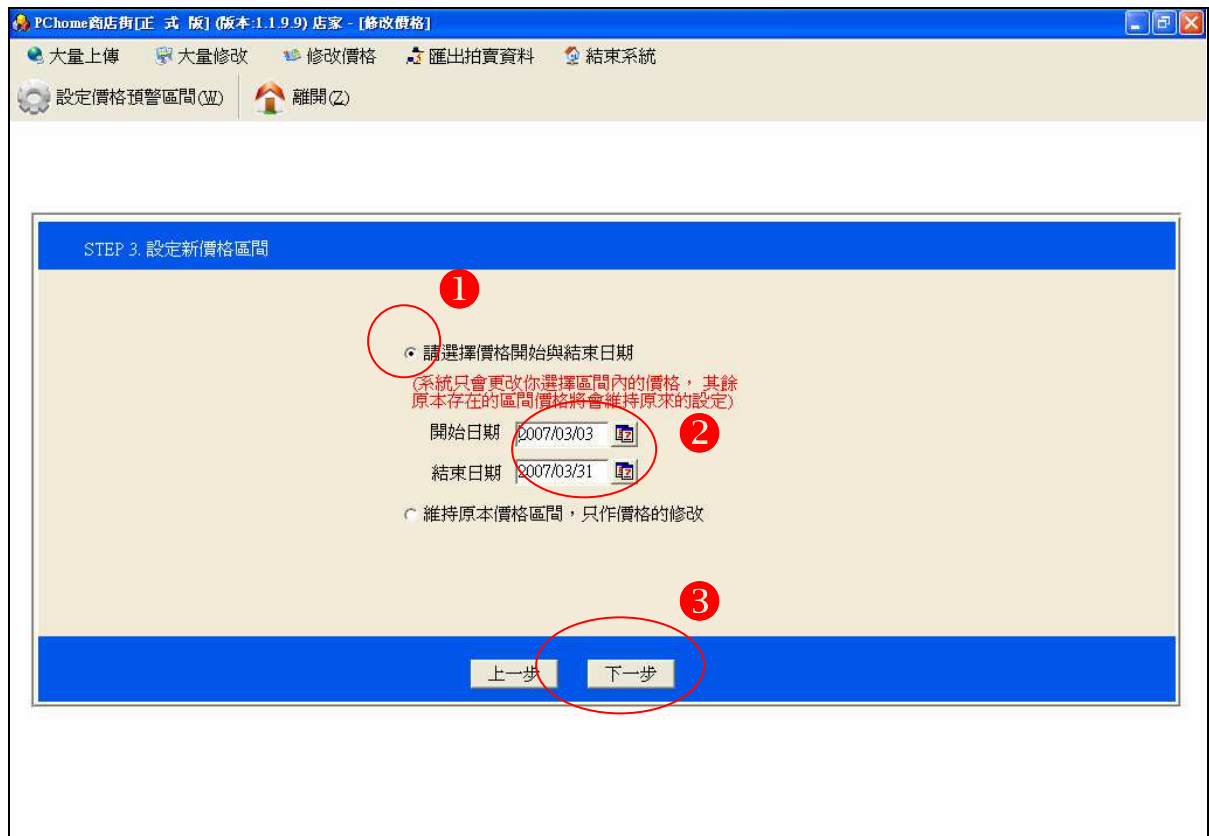 PChome商店街[正 式 版] (版本:1.1.9.9) 店家 - [修改價格]
大量上傳 大量修改 修改價格 匯出拍賣資料 結束系統
設定價格預警區間(W) 離開(Z)
STEP 3. 設定新價格區間
1
請選擇價格開始與結束日期
(系統只會更改你選擇區間內的價格， 其餘
原本存在的區間價格將會維持原來的設定)
開始日期 2007/03/03
2
結束日期 2007/03/31
維持原本價格區間，只作價格的修改
3
上一步 下一步